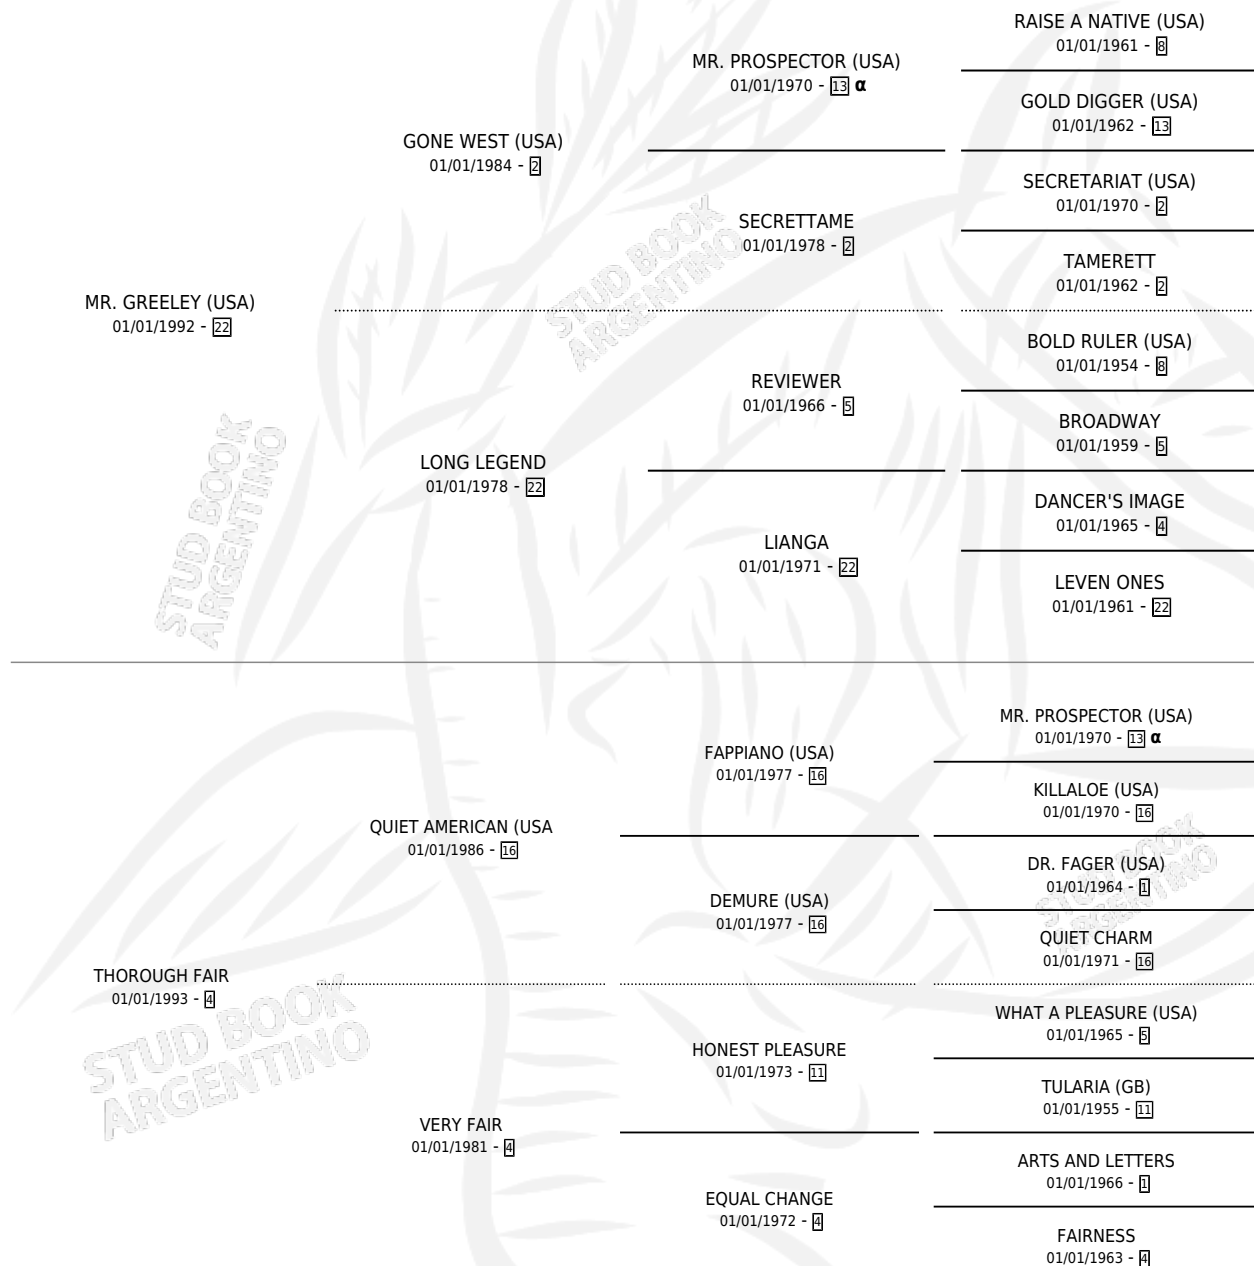 RAISE A NATIVE (USA)
01/01/1961 - 8
MR. PROSPECTOR (USA)
01/01/1970 - 13 α
GOLD DIGGER (USA)
01/01/1962 - 13
GONE WEST (USA)
01/01/1984 - 2
SECRETARIAT (USA)
01/01/1970 - 2
SECRETTAME
01/01/1978 - 2
TAMERETT
01/01/1962 - 2
MR. GREELEY (USA)
01/01/1992 - 22
BOLD RULER (USA)
01/01/1954 - 8
REVIEWER
01/01/1966 - 5
BROADWAY
01/01/1959 - 5
LONG LEGEND
01/01/1978 - 22
DANCER'S IMAGE
01/01/1965 - 4
LIANGA
01/01/1971 - 22
LEVEN ONES
01/01/1961 - 22
STUD BOOK
ARGENTINO
STUD BOOK
ARGENTINO
MR. PROSPECTOR (USA)
01/01/1970 - 13 α
FAPPIANO (USA)
01/01/1977 - 16
KILLALOE (USA)
01/01/1970 - 16
QUIET AMERICAN (USA
01/01/1986 - 16
DR. FAGER (USA)
01/01/1964 - 1
DEMURE (USA)
01/01/1977 - 16
QUIET CHARM
01/01/1971 - 16
THOROUGH FAIR
01/01/1993 - 4
WHAT A PLEASURE (USA)
01/01/1965 - 5
HONEST PLEASURE
01/01/1973 - 11
TULARIA (GB)
01/01/1955 - 11
VERY FAIR
01/01/1981 - 4
ARTS AND LETTERS
01/01/1966 - 1
EQUAL CHANGE
01/01/1972 - 4
FAIRNESS
01/01/1963 - 4
STUD BOOK
ARGENTINO
STUD BOOK
ARGENTINO